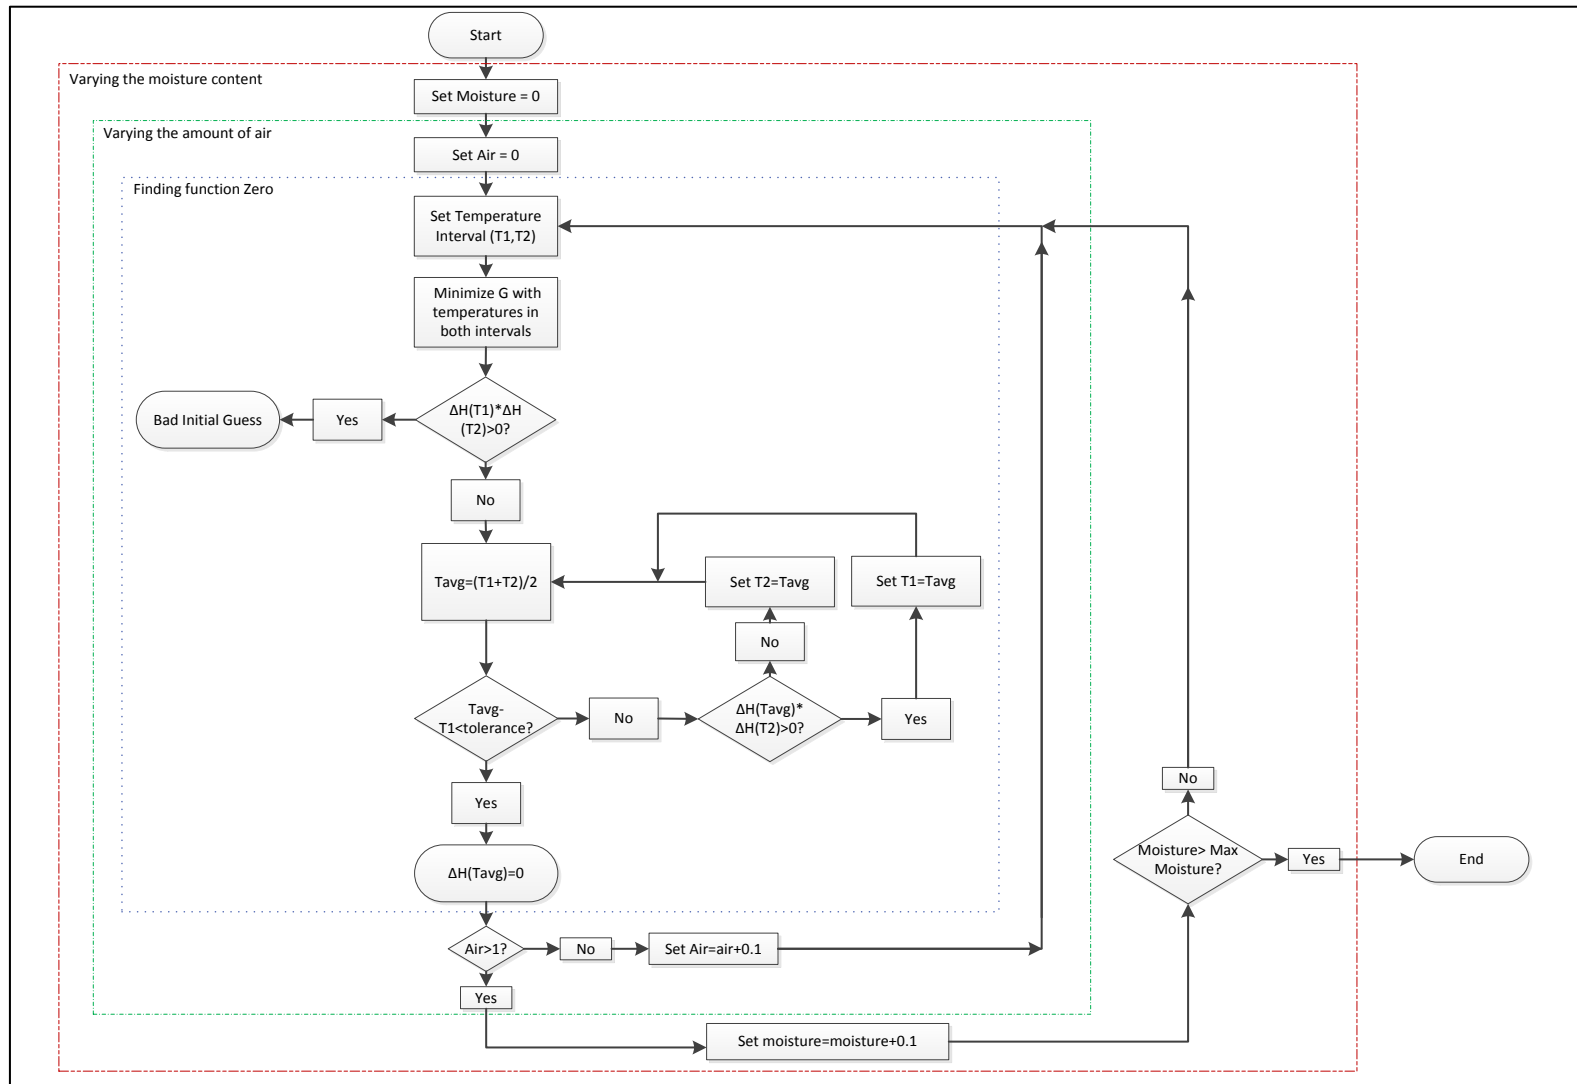 Start
Varying the moisture content
Set Moisture = 0
Varying the amount of air
Set Air = 0
Finding function Zero
Set Temperature
Interval (T1,T2)
Minimize G with
temperatures in
both intervals
Bad Initial Guess
Yes
ΔH(T1)*ΔH
(T2)>0?
No
Tavg=(T1+T2)/2
Set T2=Tavg
Set T1=Tavg
No
Tavg-
T1<tolerance?
No
ΔH(Tavg)*
ΔH(T2)>0?
Yes
Yes
No
ΔH(Tavg)=0
Moisture> Max
Moisture?
Yes
End
Air>1?
No
Set Air=air+0.1
Yes
Set moisture=moisture+0.1